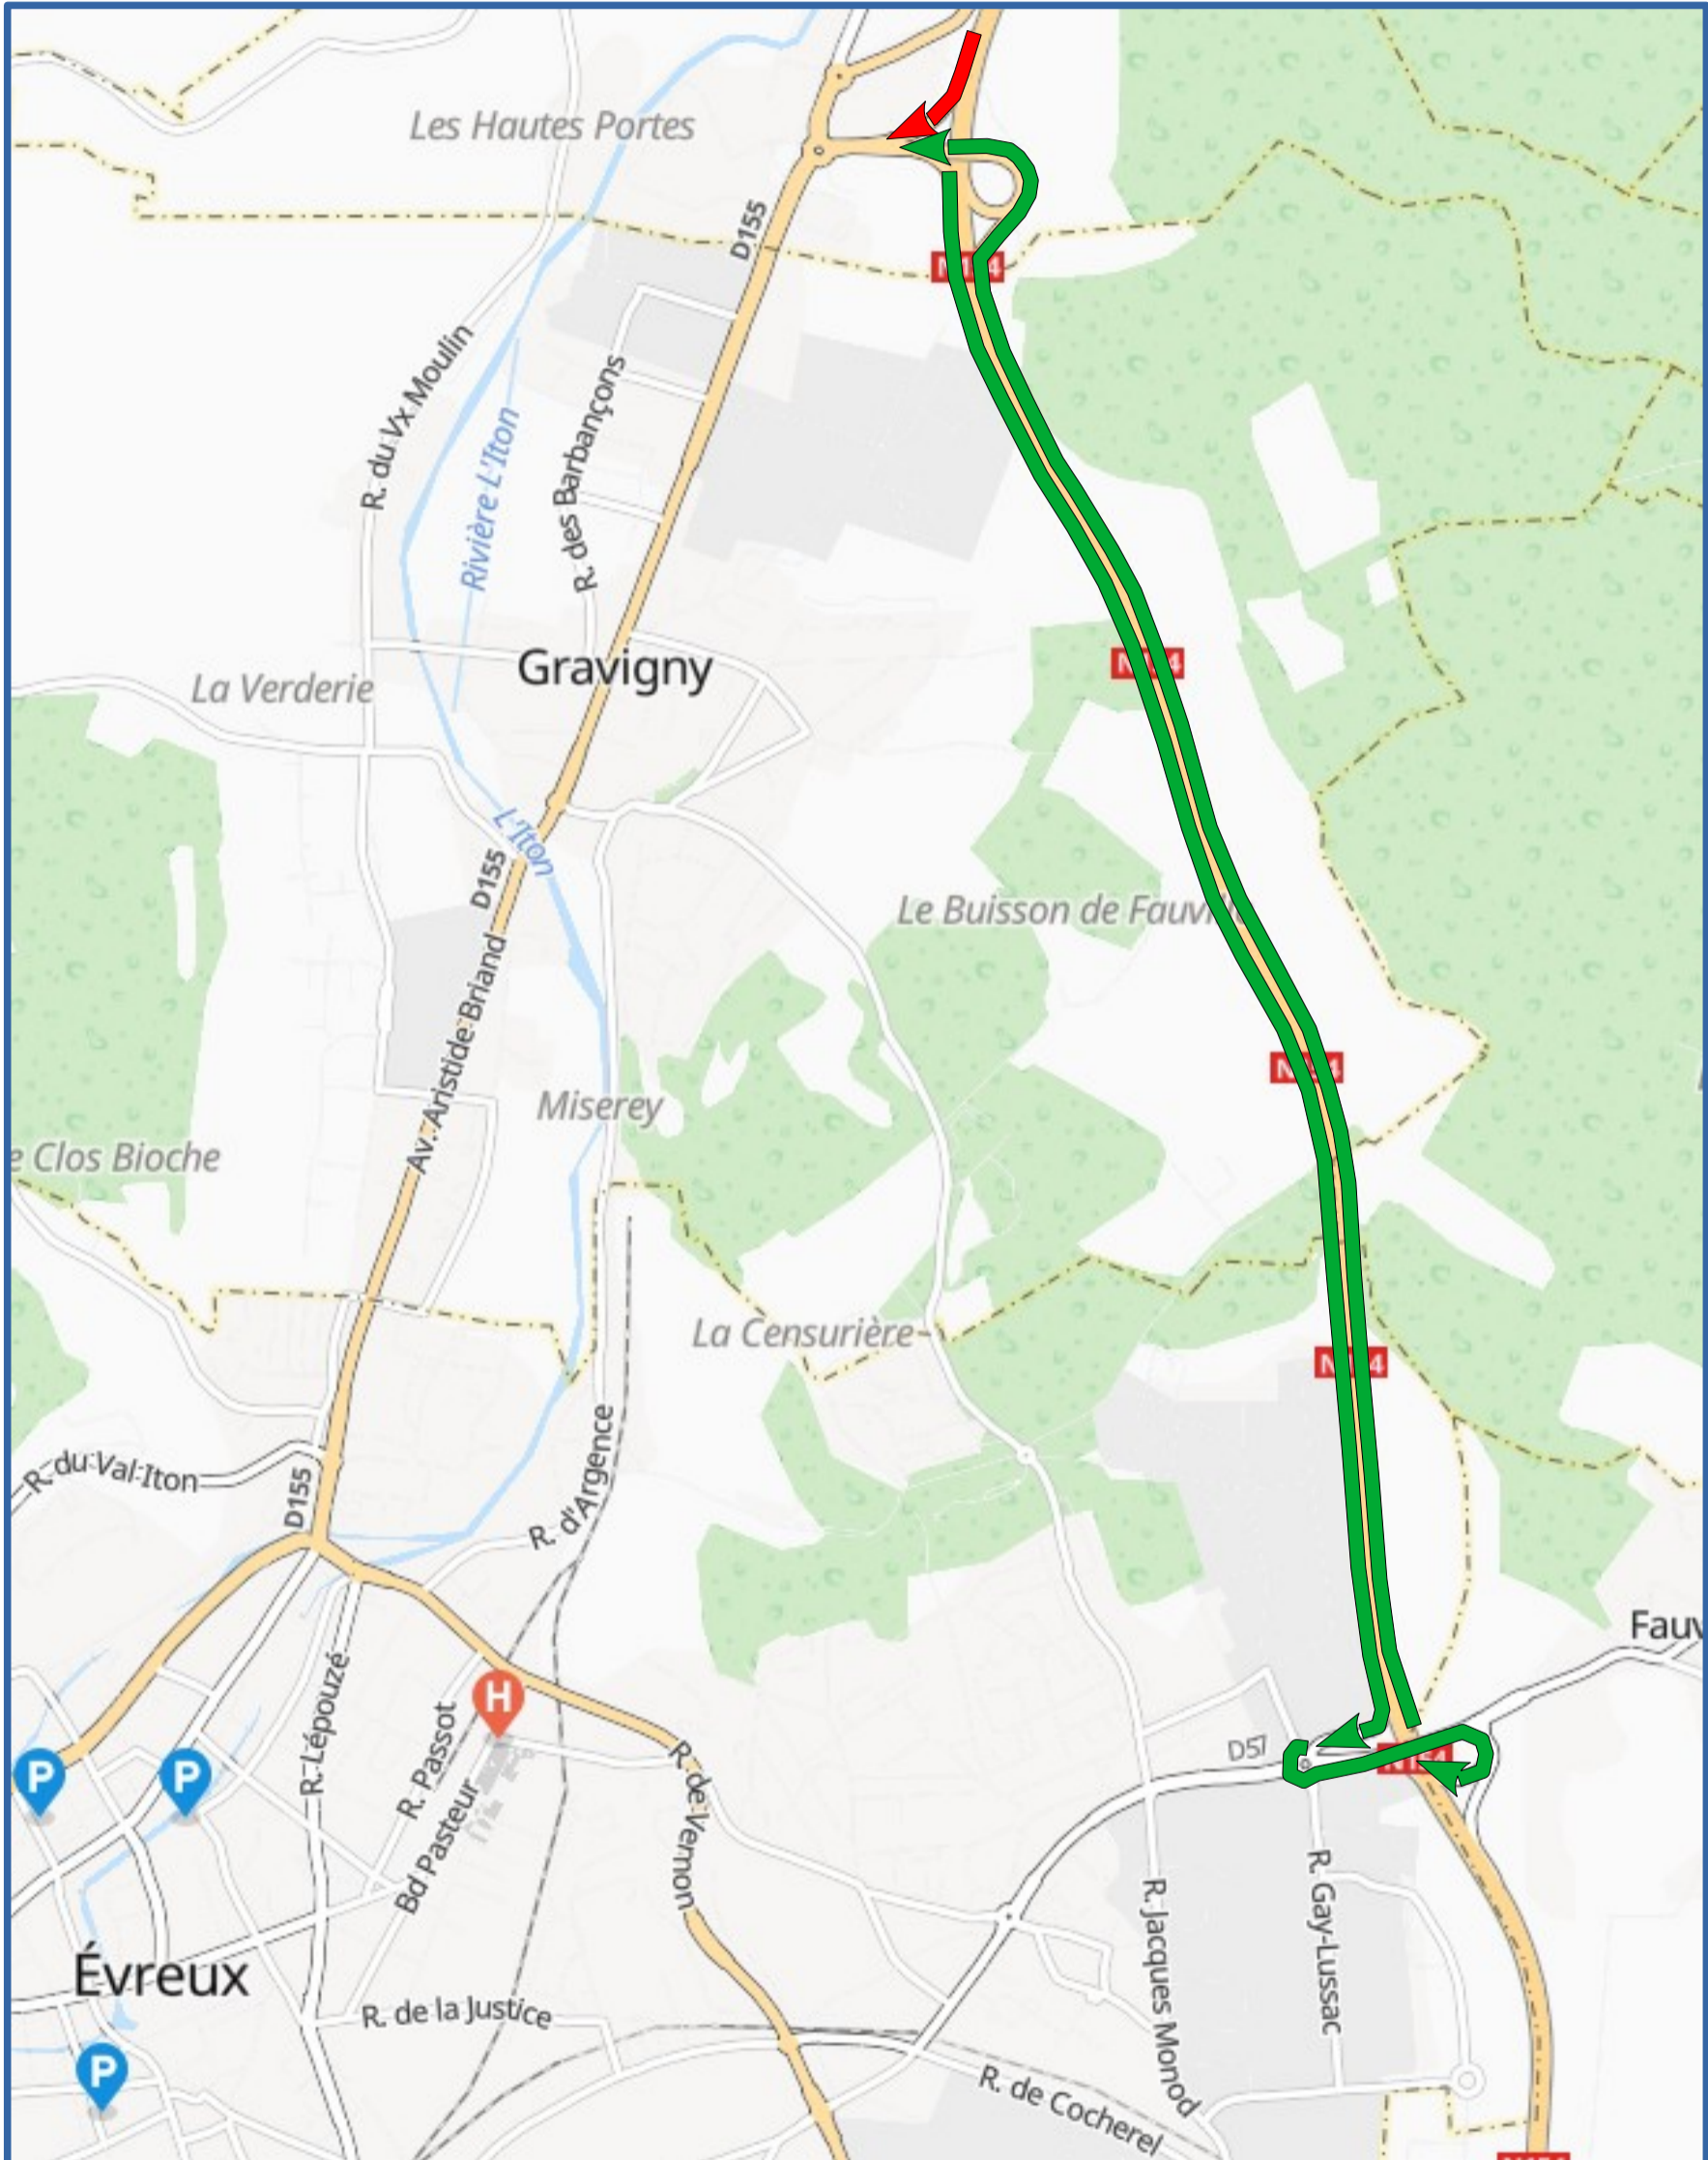 Les Hautes Portes
D155
R. du Vx Moulin
R. des Barbançons
Rivière L'Iton
Gravigny
La Verderie
L'Iton
D155
Le Buisson de Fauvill
Av. Aristide Briand
Miserey
e Clos Bioche
La Censurière
R. d'Argence
R. du Val Iton
D155
Fauv
H
R. Lépouzé
R. Passot
D57
P
P
R. de Vernon
Bd Pasteur
R. Gay-Lussac
R. Jacques Monod
Évreux
R. de la Justice
P
R. de Cocherel